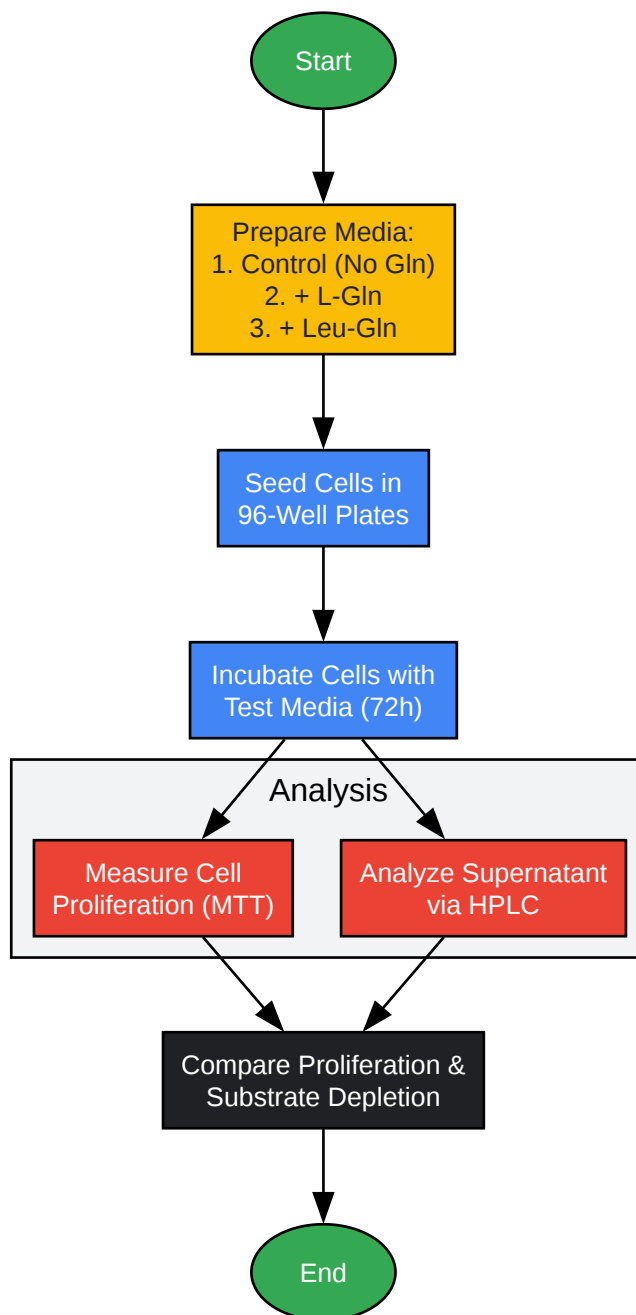 Start
Prepare Media:
1. Control (No Gln)
2. + L-Gln
3. + Leu-Gln
Seed Cells in
96-Well Plates
Incubate Cells with
Test Media (72h)
Analysis
Measure Cell
Proliferation (MTT)
Analyze Supernatant
via HPLC
Compare Proliferation &
Substrate Depletion
End